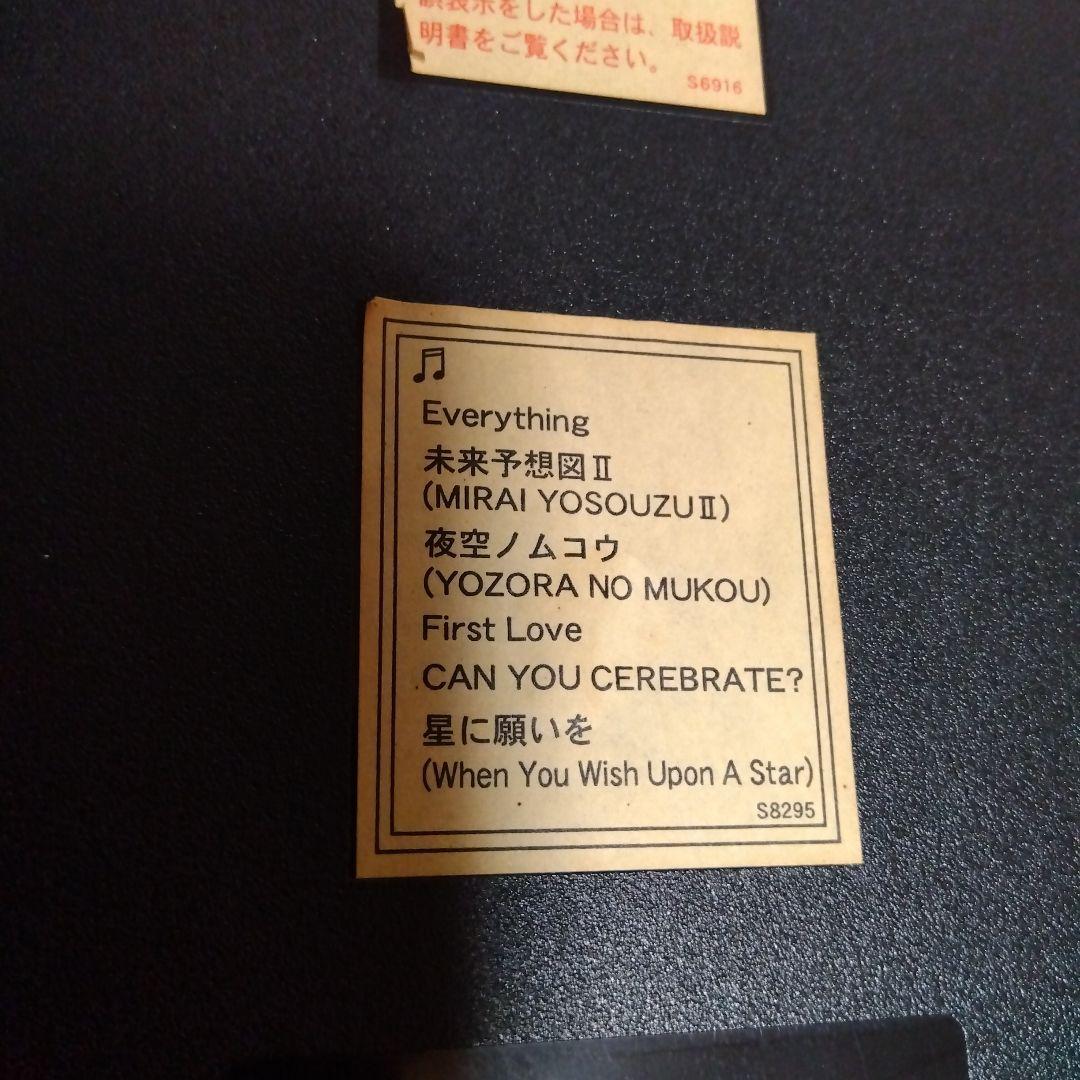 誤表示をした場合は、取扱説
明書をご覧ください。
S6916
Everything
未来予想図Ⅱ
(MIRAI YOSOUZUⅡ)
夜空ノムコウ
(YOZORA NO MUKOU)
First Love
CAN YOU CEREBRATE?
星に願いを
(When You Wish Upon A Star)
S8295